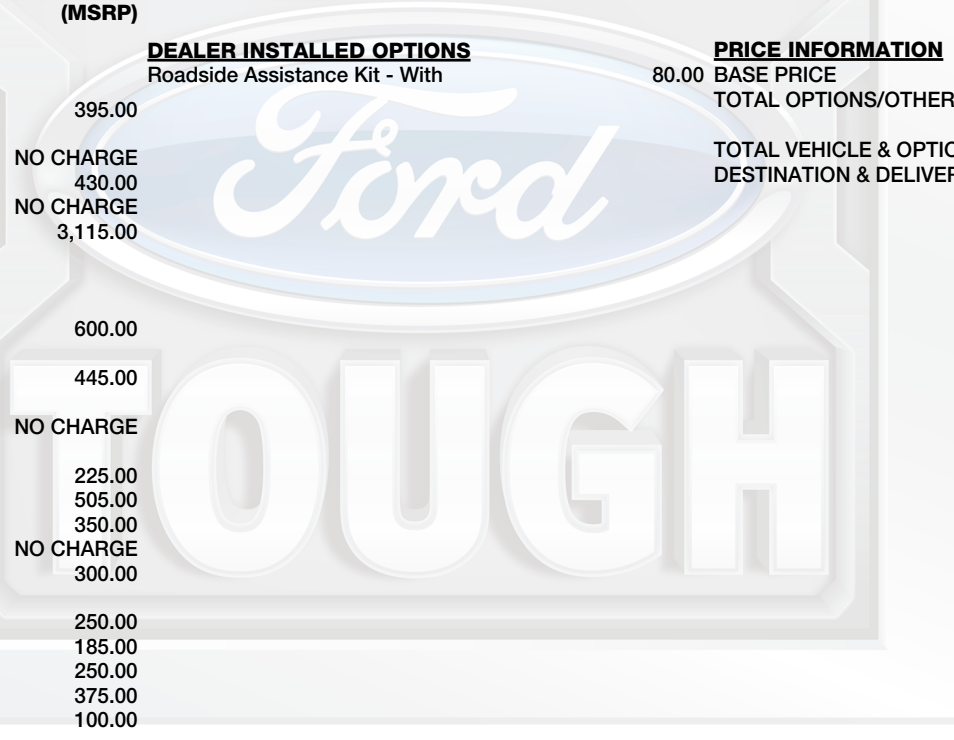 (MSRP)
DEALER INSTALLED OPTIONS
PRICE INFORMATION
Roadside Assistance Kit - With 80.00
BASE PRICE
TOTAL OPTIONS/OTHER
395.00
TOTAL VEHICLE & OPTIO
NO CHARGE
DESTINATION & DELIVER
430.00
NO CHARGE
3,115.00
Ford
600.00
445.00
NO CHARGE
225.00
505.00
350.00
NO CHARGE
300.00
TOUGH
250.00
185.00
250.00
375.00
100.00